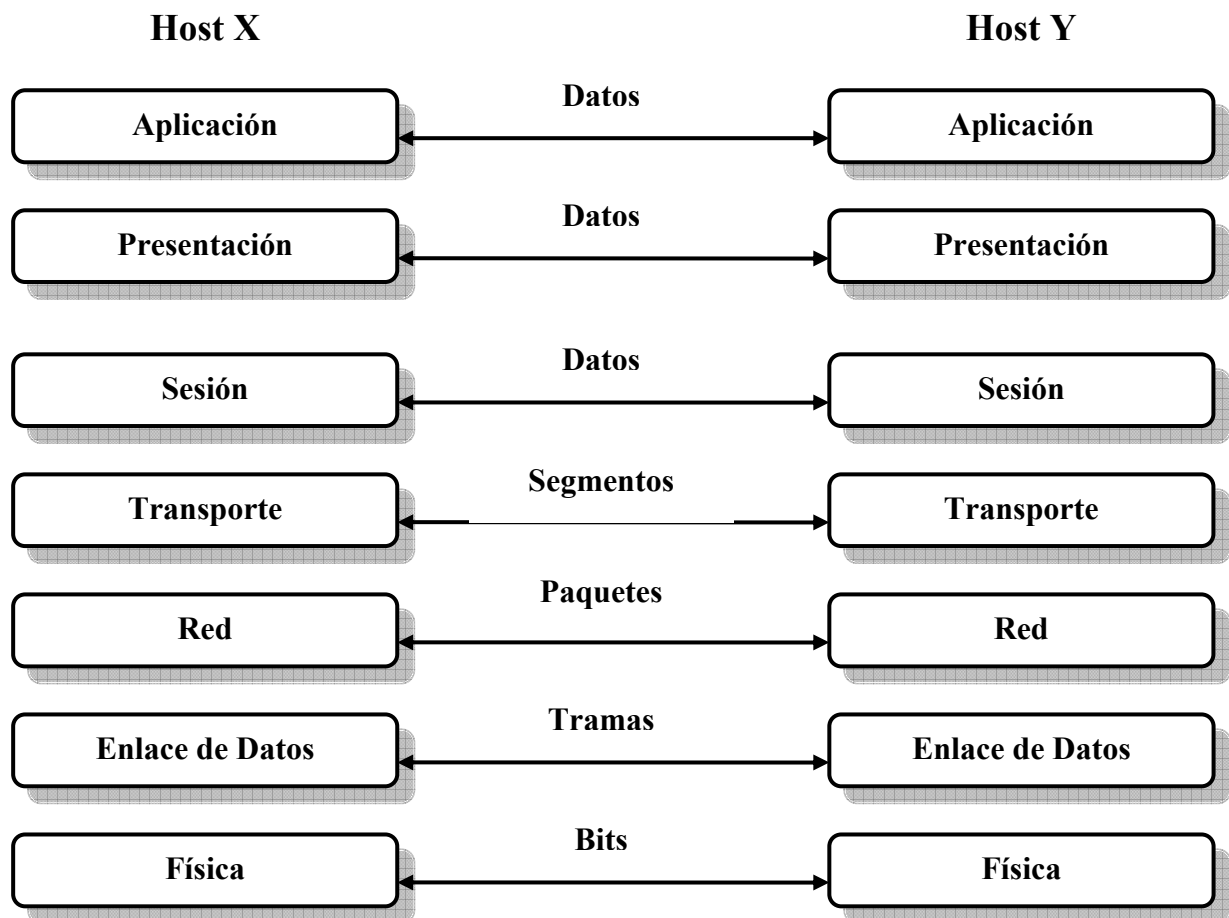 Host X Host Y
Datos
Aplicación Aplicación
Datos
Presentación Presentación
Datos
Sesión Sesión
Segmentos
Transporte Transporte
Paquetes
Red Red
Tramas
Enlace de Datos Enlace de Datos
Bits
Física Física